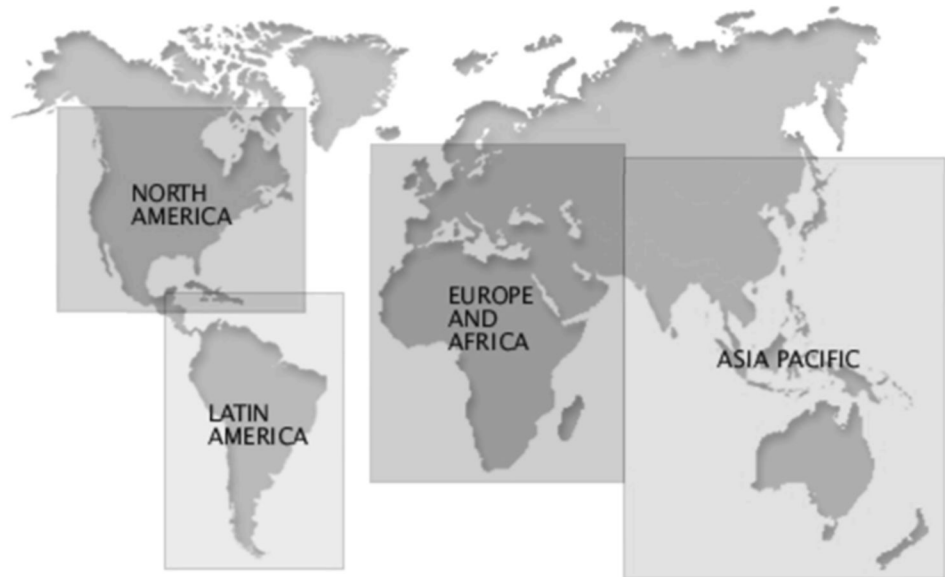 NORTH
AMERICA
LATIN
AMERICA
EUROPE
AND
AFRICA
ASIA PACIFIC